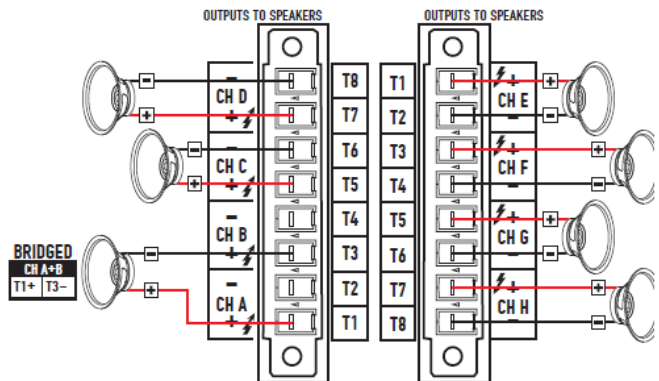 OUTPUTS TO SPEAKERS
OUTPUTS TO SPEAKERS
− − T8 T1 + +
CH D CH E
+ + T7 T2 − −
− − T6 T3 + +
CH C CH F
+ + T5 T4 − −
− T4 T5 + +
CH B CH G
− + T3 T6 − −
BRIDGED
CH A+B
T1+ T3−
− T2 T7 + +
CH A CH H
+ + T1 T8 − −